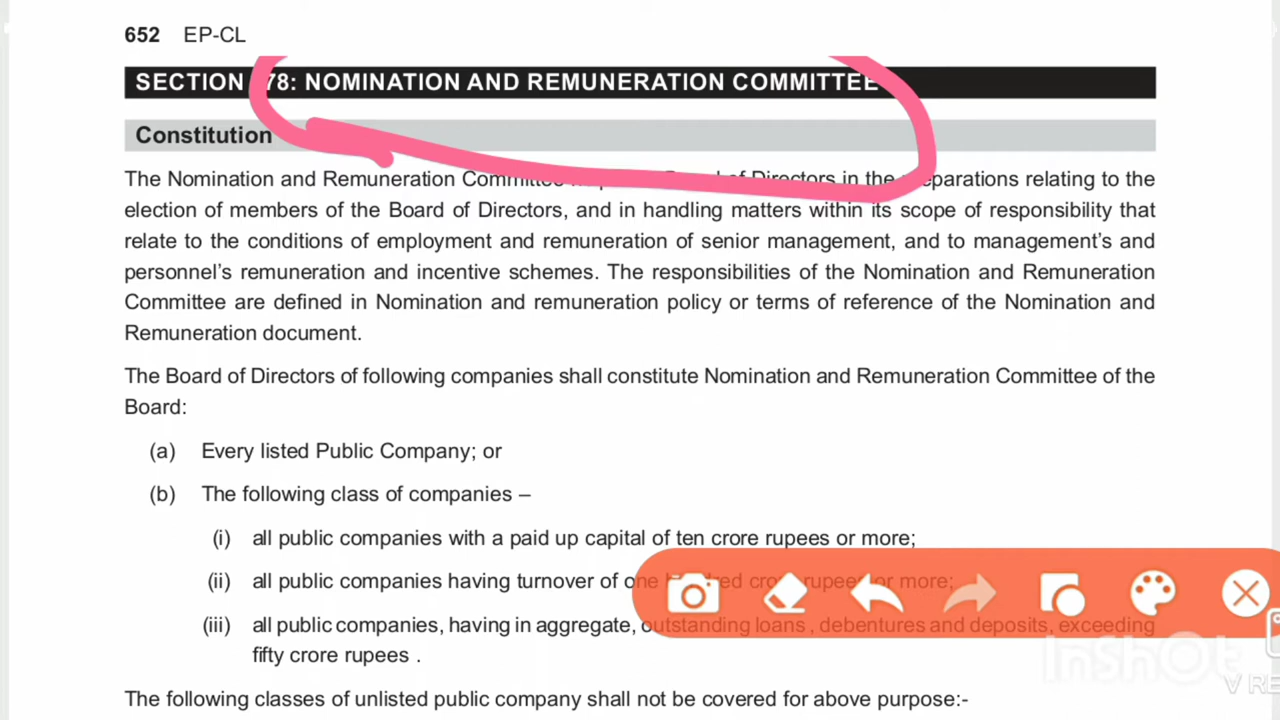 652 EP-CL
SECTION 78: NOMINATION AND REMUNERATION COMMITTEE
Constitution
The Nomination and Remuneration Committee of Directors in the preparations relating to the
election of members of the Board of Directors, and in handling matters within its scope of responsibility that
relate to the conditions of employment and remuneration of senior management, and to management's and
personnel's remuneration and incentive schemes. The responsibilities of the Nomination and Remuneration
Committee are defined in Nomination and remuneration policy or terms of reference of the Nomination and
Remuneration document.
The Board of Directors of following companies shall constitute Nomination and Remuneration Committee of the
Board:
(a) Every listed Public Company; or
(b) The following class of companies –
(i) all public companies with a paid up capital of ten crore rupees or more;
(ii) all public companies having turnover of one hundred crore rupees or more;
(iii) all public companies, having in aggregate, outstanding loans , debentures and deposits, exceeding
fifty crore rupees .
The following classes of unlisted public company shall not be covered for above purpose:-
InShOt